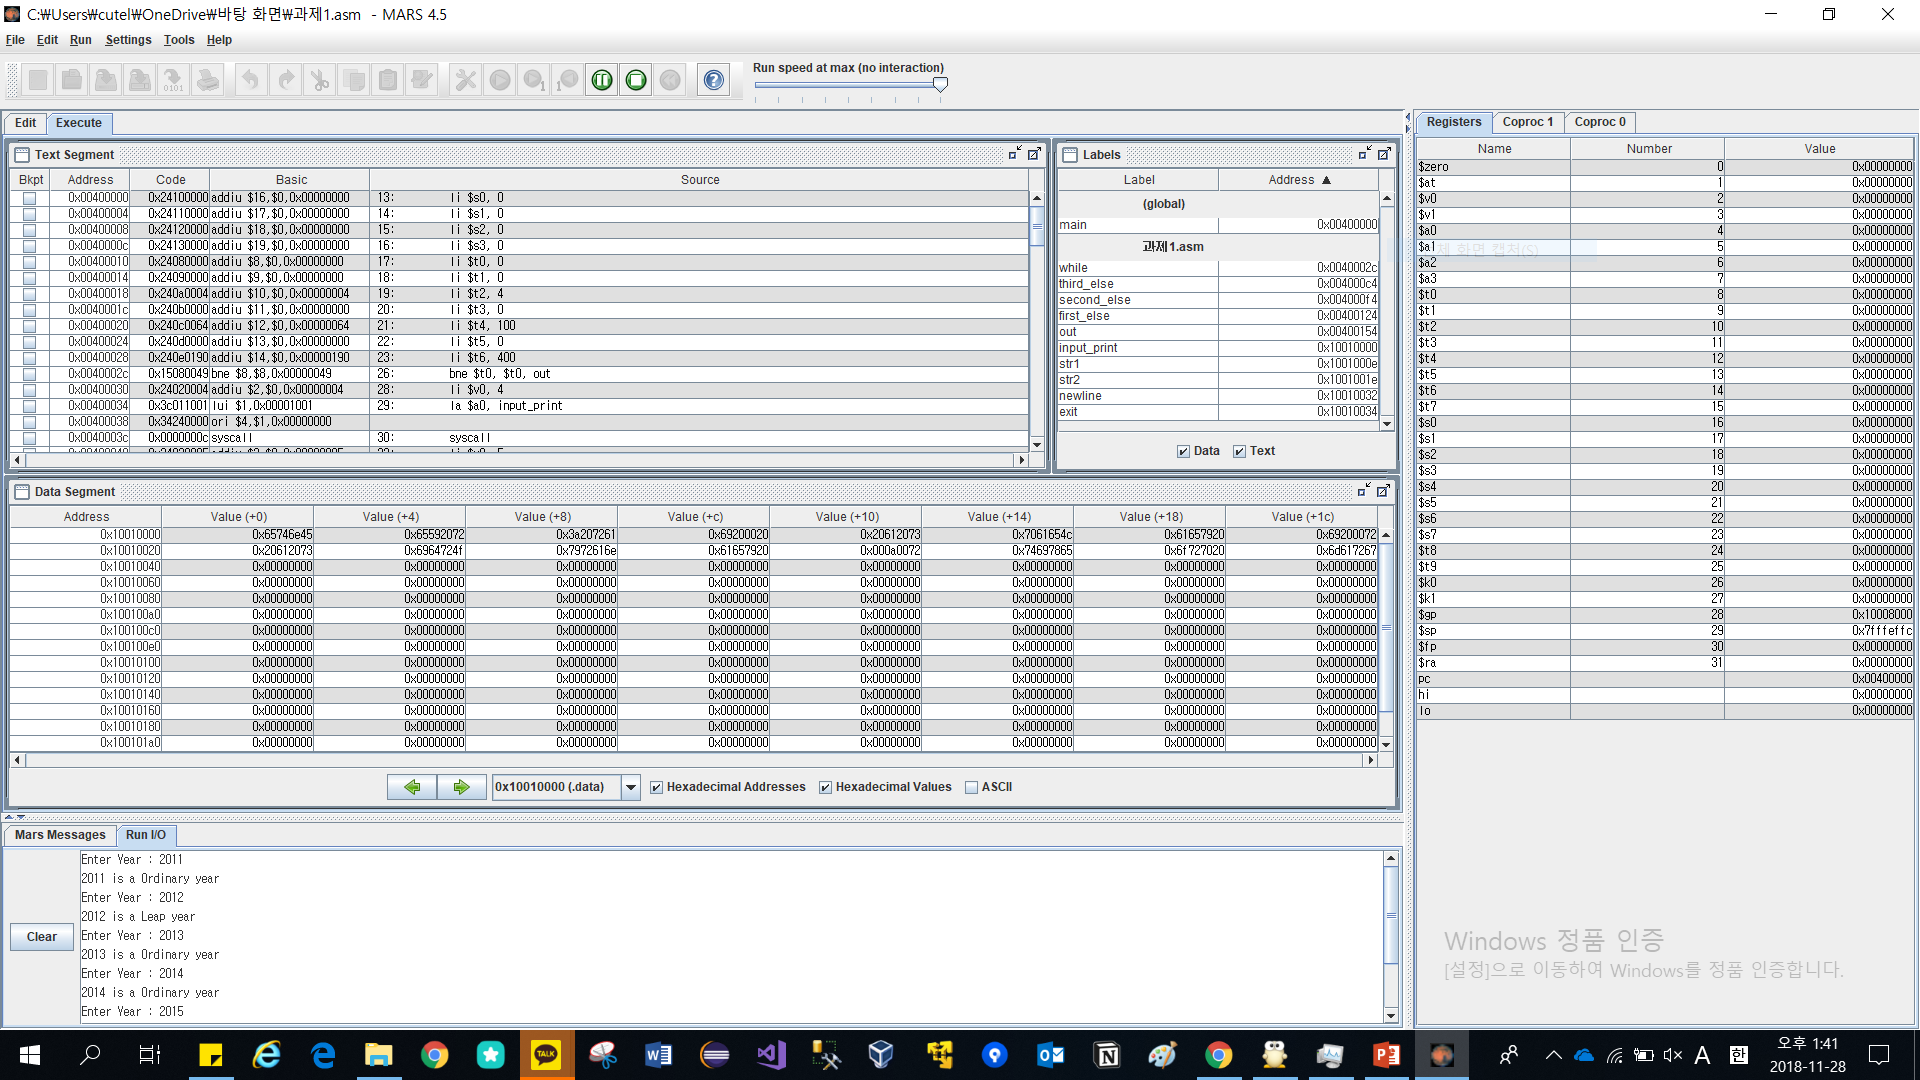 C:₩Users₩cutel₩OneDrive₩바탕 화면₩과제1.asm - MARS 4.5
File Edit Run Settings Tools Help
Run speed at max (no interaction)
Edit Execute
Text Segment
Bkpt Address Code Basic Source
0x00400000 0x24100000 addiu $16,$0,0x00000000 13: li $s0, 0
0x00400004 0x24110000 addiu $17,$0,0x00000000 14: li $s1, 0
0x00400008 0x24120000 addiu $18,$0,0x00000000 15: li $s2, 0
0x0040000c 0x24130000 addiu $19,$0,0x00000000 16: li $s3, 0
0x00400010 0x24080000 addiu $8,$0,0x00000000 17: li $t0, 0
0x00400014 0x24090000 addiu $9,$0,0x00000000 18: li $t1, 0
0x00400018 0x240a0004 addiu $10,$0,0x00000004 19: li $t2, 4
0x0040001c 0x240b0000 addiu $11,$0,0x00000000 20: li $t3, 0
0x00400020 0x240c0064 addiu $12,$0,0x00000064 21: li $t4, 100
0x00400024 0x240d0000 addiu $13,$0,0x00000000 22: li $t5, 0
0x00400028 0x240e0190 addiu $14,$0,0x00000190 23: li $t6, 400
0x0040002c 0x15080049 bne $8,$8,0x00000049 26: bne $t0, $t0, out
0x00400030 0x24020004 addiu $2,$0,0x00000004 28: li $v0, 4
0x00400034 0x3c011001 lui $1,0x00001001 29: la $a0, input_print
0x00400038 0x34240000 ori $4,$1,0x00000000
0x0040003c 0x0000000c syscall 30: syscall
Labels
Label Address ▲
(global)
main 0x00400000
과제1.asm
while 0x0040002c
third_else 0x004000c4
second_else 0x004000f4
first_else 0x00400124
out 0x00400154
input_print 0x10010000
str1 0x1001000e
str2 0x1001001e
newline 0x10010032
exit 0x10010034
Data Text
Data Segment
Address Value (+0) Value (+4) Value (+8) Value (+c) Value (+10) Value (+14) Value (+18) Value (+1c)
0x10010000 0x65746e45 0x65592072 0x3a207261 0x69200020 0x20612073 0x7061654c 0x61657920 0x69200072
0x10010020 0x20612073 0x6964724f 0x7972616e 0x61657920 0x000a0072 0x74697865 0x6f727020 0x6d617267
0x10010040 0x00000000 0x00000000 0x00000000 0x00000000 0x00000000 0x00000000 0x00000000 0x00000000
0x10010060 0x00000000 0x00000000 0x00000000 0x00000000 0x00000000 0x00000000 0x00000000 0x00000000
0x10010080 0x00000000 0x00000000 0x00000000 0x00000000 0x00000000 0x00000000 0x00000000 0x00000000
0x100100a0 0x00000000 0x00000000 0x00000000 0x00000000 0x00000000 0x00000000 0x00000000 0x00000000
0x100100c0 0x00000000 0x00000000 0x00000000 0x00000000 0x00000000 0x00000000 0x00000000 0x00000000
0x100100e0 0x00000000 0x00000000 0x00000000 0x00000000 0x00000000 0x00000000 0x00000000 0x00000000
0x10010100 0x00000000 0x00000000 0x00000000 0x00000000 0x00000000 0x00000000 0x00000000 0x00000000
0x10010120 0x00000000 0x00000000 0x00000000 0x00000000 0x00000000 0x00000000 0x00000000 0x00000000
0x10010140 0x00000000 0x00000000 0x00000000 0x00000000 0x00000000 0x00000000 0x00000000 0x00000000
0x10010160 0x00000000 0x00000000 0x00000000 0x00000000 0x00000000 0x00000000 0x00000000 0x00000000
0x10010180 0x00000000 0x00000000 0x00000000 0x00000000 0x00000000 0x00000000 0x00000000 0x00000000
0x100101a0 0x00000000 0x00000000 0x00000000 0x00000000 0x00000000 0x00000000 0x00000000 0x00000000
0x10010000 (.data) Hexadecimal Addresses Hexadecimal Values ASCII
Mars Messages Run I/O
Clear
Enter Year : 2011
2011 is a Ordinary year
Enter Year : 2012
2012 is a Leap year
Enter Year : 2013
2013 is a Ordinary year
Enter Year : 2014
2014 is a Ordinary year
Enter Year : 2015
Registers Coproc 1 Coproc 0
Name Number Value
$zero 0 0x00000000
$at 1 0x00000000
$v0 2 0x00000000
$v1 3 0x00000000
$a0 4 0x00000000
$a1 5 0x00000000
화면 캡처(S)
$a2 6 0x00000000
$a3 7 0x00000000
$t0 8 0x00000000
$t1 9 0x00000000
$t2 10 0x00000000
$t3 11 0x00000000
$t4 12 0x00000000
$t5 13 0x00000000
$t6 14 0x00000000
$t7 15 0x00000000
$s0 16 0x00000000
$s1 17 0x00000000
$s2 18 0x00000000
$s3 19 0x00000000
$s4 20 0x00000000
$s5 21 0x00000000
$s6 22 0x00000000
$s7 23 0x00000000
$t8 24 0x00000000
$t9 25 0x00000000
$k0 26 0x00000000
$k1 27 0x00000000
$gp 28 0x10008000
$sp 29 0x7fffeffc
$fp 30 0x00000000
$ra 31 0x00000000
pc 0x00400000
hi 0x00000000
lo 0x00000000
Windows 정품 인증
[설정]으로 이동하여 Windows를 정품 인증합니다.
TALK
A 한 오후 1:41
2018-11-28